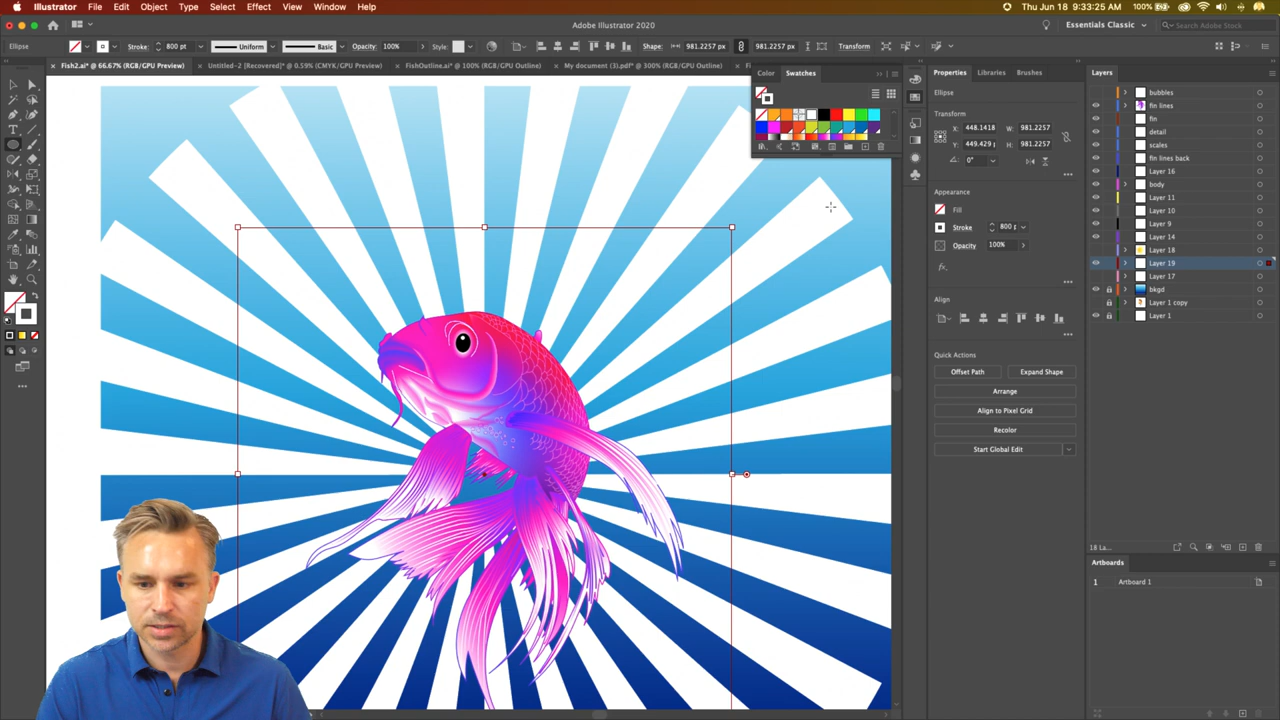 Illustrator File Edit Object Type Select Effect View Window Help
Thu Jun 18 9:33:25 AM 100%
Adobe Illustrator 2020
Essentials Classic
Search Adobe Stock
Ellipse Stroke: 800 pt Uniform Basic Opacity: 100% Style: Shape: 981.2257 px 981.2257 px Transform
Fish2.ai* @ 66.67% (RGB/GPU Preview)
Untitled-2 [Recovered]* @ 0.59% (CMYK/GPU Preview)
FishOutline.ai* @ 100% (RGB/GPU Outline)
My document (3).pdf* @ 300% (RGB/GPU Outline)
Color Swatches
Properties Libraries Brushes
Ellipse
Transform
X: 448.1418 W: 981.2257
Y: 449.429 p H: 981.2257
0°
Appearance
Fill
Stroke 800 p
Opacity 100%
fx.
Align
Quick Actions
Offset Path Expand Shape
Arrange
Align to Pixel Grid
Recolor
Start Global Edit
Layers
bubbles
fin lines
fin
detail
scales
fin lines back
Layer 16
body
Layer 11
Layer 10
Layer 9
Layer 14
Layer 18
Layer 19
Layer 17
bkgd
Layer 1 copy
Layer 1
18 La...
Artboards
1 Artboard 1